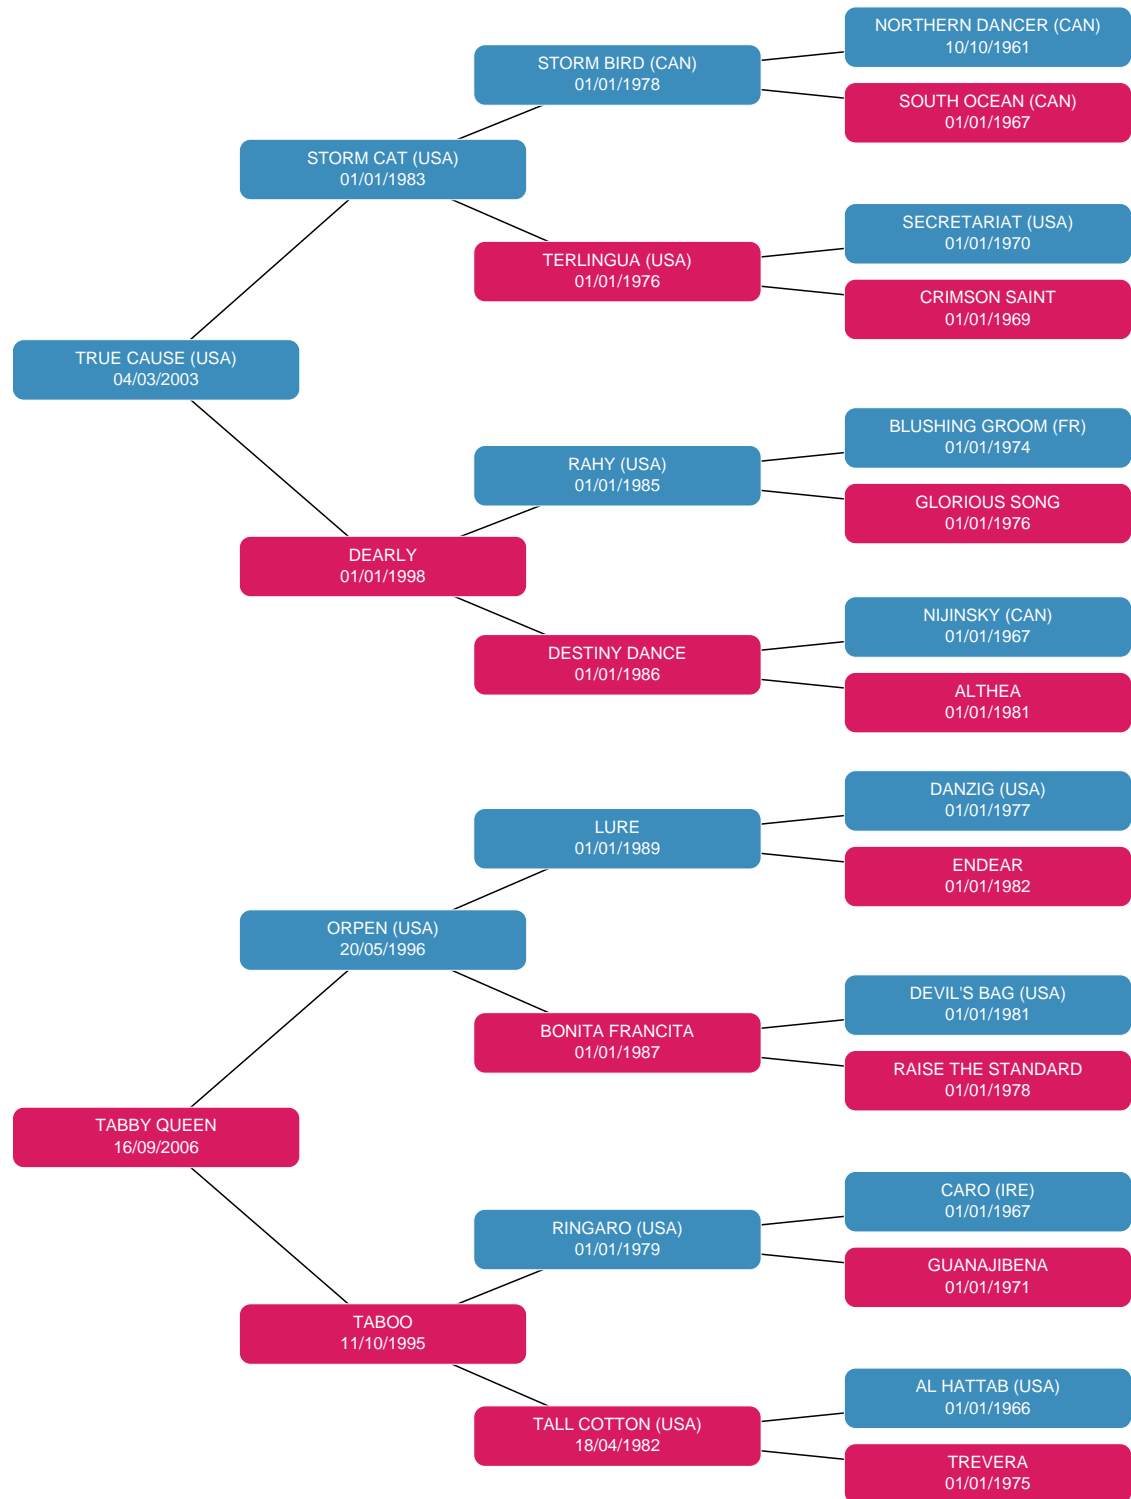 NORTHERN DANCER (CAN)
10/10/1961
STORM BIRD (CAN)
01/01/1978
SOUTH OCEAN (CAN)
01/01/1967
STORM CAT (USA)
01/01/1983
SECRETARIAT (USA)
01/01/1970
TERLINGUA (USA)
01/01/1976
CRIMSON SAINT
01/01/1969
TRUE CAUSE (USA)
04/03/2003
BLUSHING GROOM (FR)
01/01/1974
RAHY (USA)
01/01/1985
GLORIOUS SONG
01/01/1976
DEARLY
01/01/1998
NIJINSKY (CAN)
01/01/1967
DESTINY DANCE
01/01/1986
ALTHEA
01/01/1981
DANZIG (USA)
01/01/1977
LURE
01/01/1989
ENDEAR
01/01/1982
ORPEN (USA)
20/05/1996
DEVIL'S BAG (USA)
01/01/1981
BONITA FRANCITA
01/01/1987
RAISE THE STANDARD
01/01/1978
TABBY QUEEN
16/09/2006
CARO (IRE)
01/01/1967
RINGARO (USA)
01/01/1979
GUANAJIBENA
01/01/1971
TABOO
11/10/1995
AL HATTAB (USA)
01/01/1966
TALL COTTON (USA)
18/04/1982
TREVERA
01/01/1975